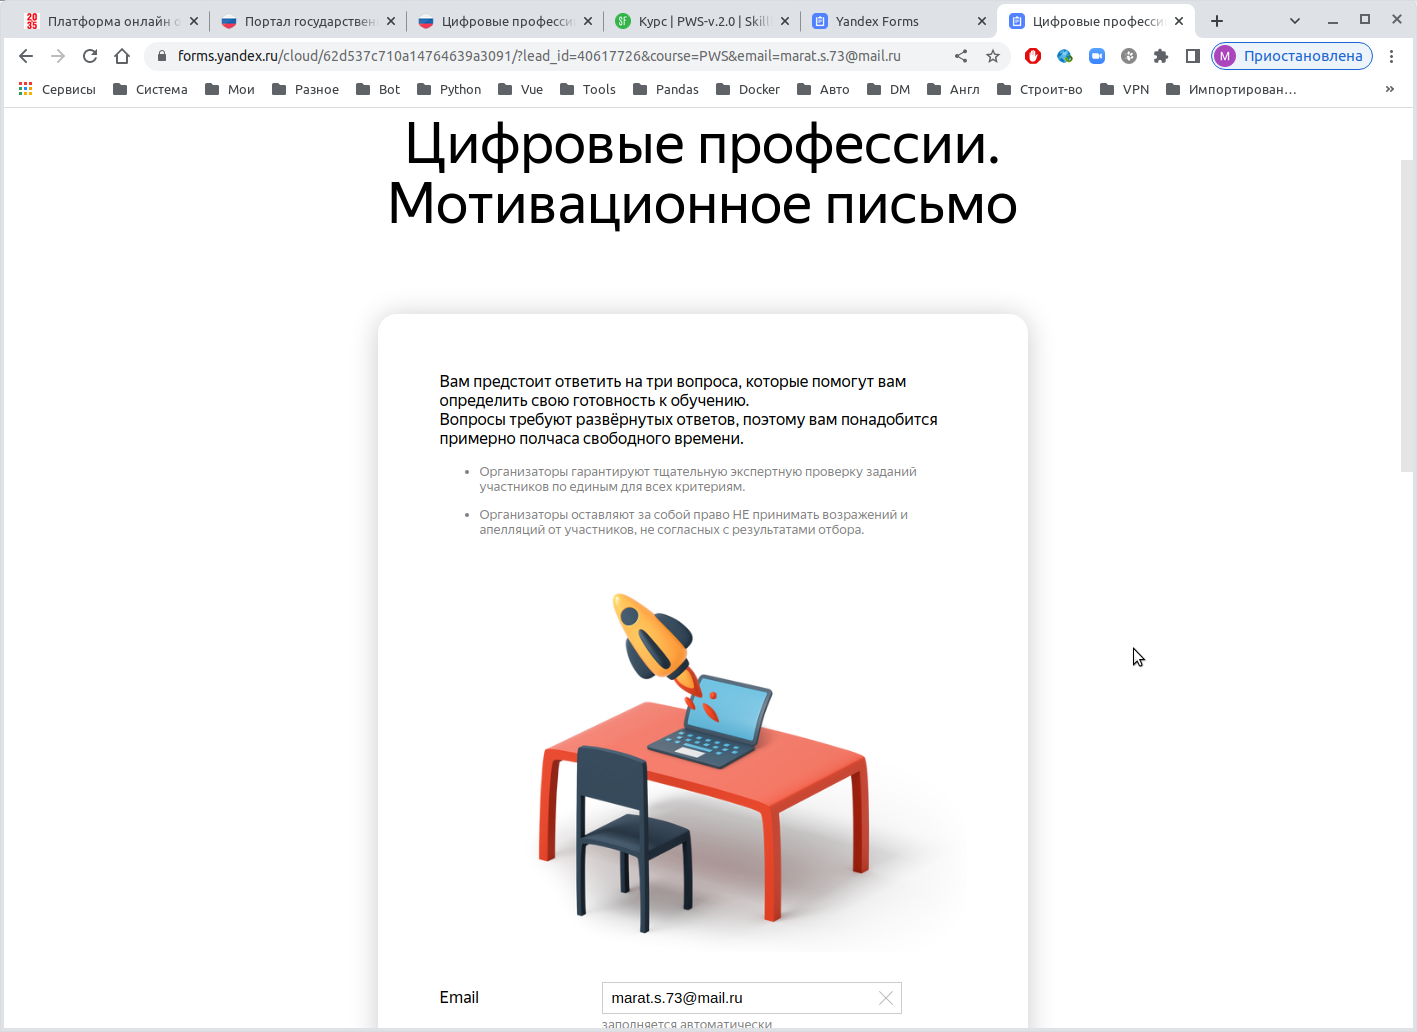 20
35
Платформа онлайн о
Портал государствен
Цифровые професси
Курс | PWS-v.2.0 | Skill
Yandex Forms
Цифровые професси
forms.yandex.ru/cloud/62d537c710a14764639a3091/?lead_id=40617726&course=PWS&email=marat.s.73@mail.ru
М Приостановлена
Сервисы Система Мои Разное Bot Python Vue Tools Pandas Docker Авто DM Англ Строит-во VPN Импортирован… »
Цифровые профессии.
Мотивационное письмо
Вам предстоит ответить на три вопроса, которые помогут вам
определить свою готовность к обучению.
Вопросы требуют развёрнутых ответов, поэтому вам понадобится
примерно полчаса свободного времени.
• Организаторы гарантируют тщательную экспертную проверку заданий
участников по единым для всех критериям.
• Организаторы оставляют за собой право НЕ принимать возражений и
апелляций от участников, не согласных с результатами отбора.
Email
marat.s.73@mail.ru
заполняется автоматически